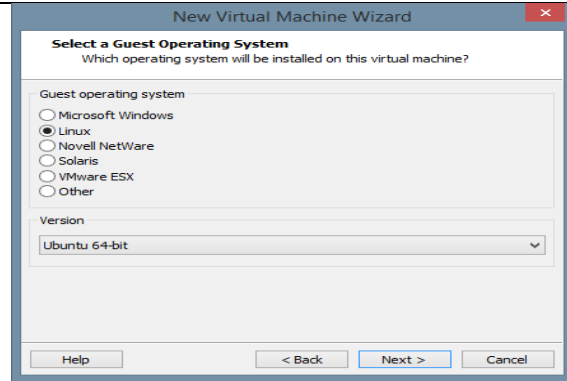 New Virtual Machine Wizard
Select a Guest Operating System
Which operating system will be installed on this virtual machine?
Guest operating system
Microsoft Windows
Linux
Novell NetWare
Solaris
VMware ESX
Other
Version
Ubuntu 64-bit
Help < Back Next > Cancel